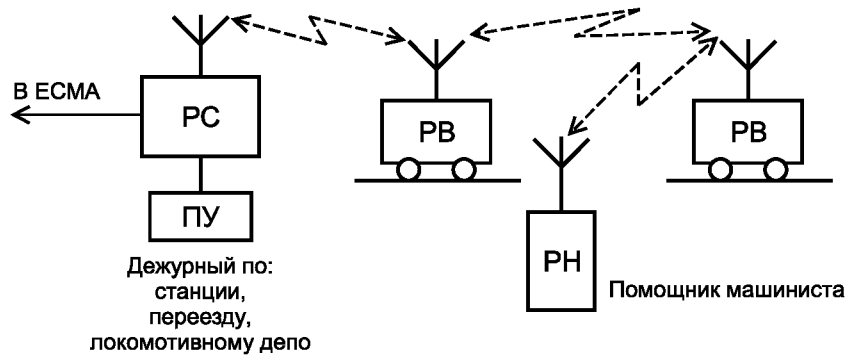 В ЕСМА
РС
РВ
РВ
ПУ
РН
Дежурный по:
станции,
переезду,
локомотивному депо
Помощник машиниста